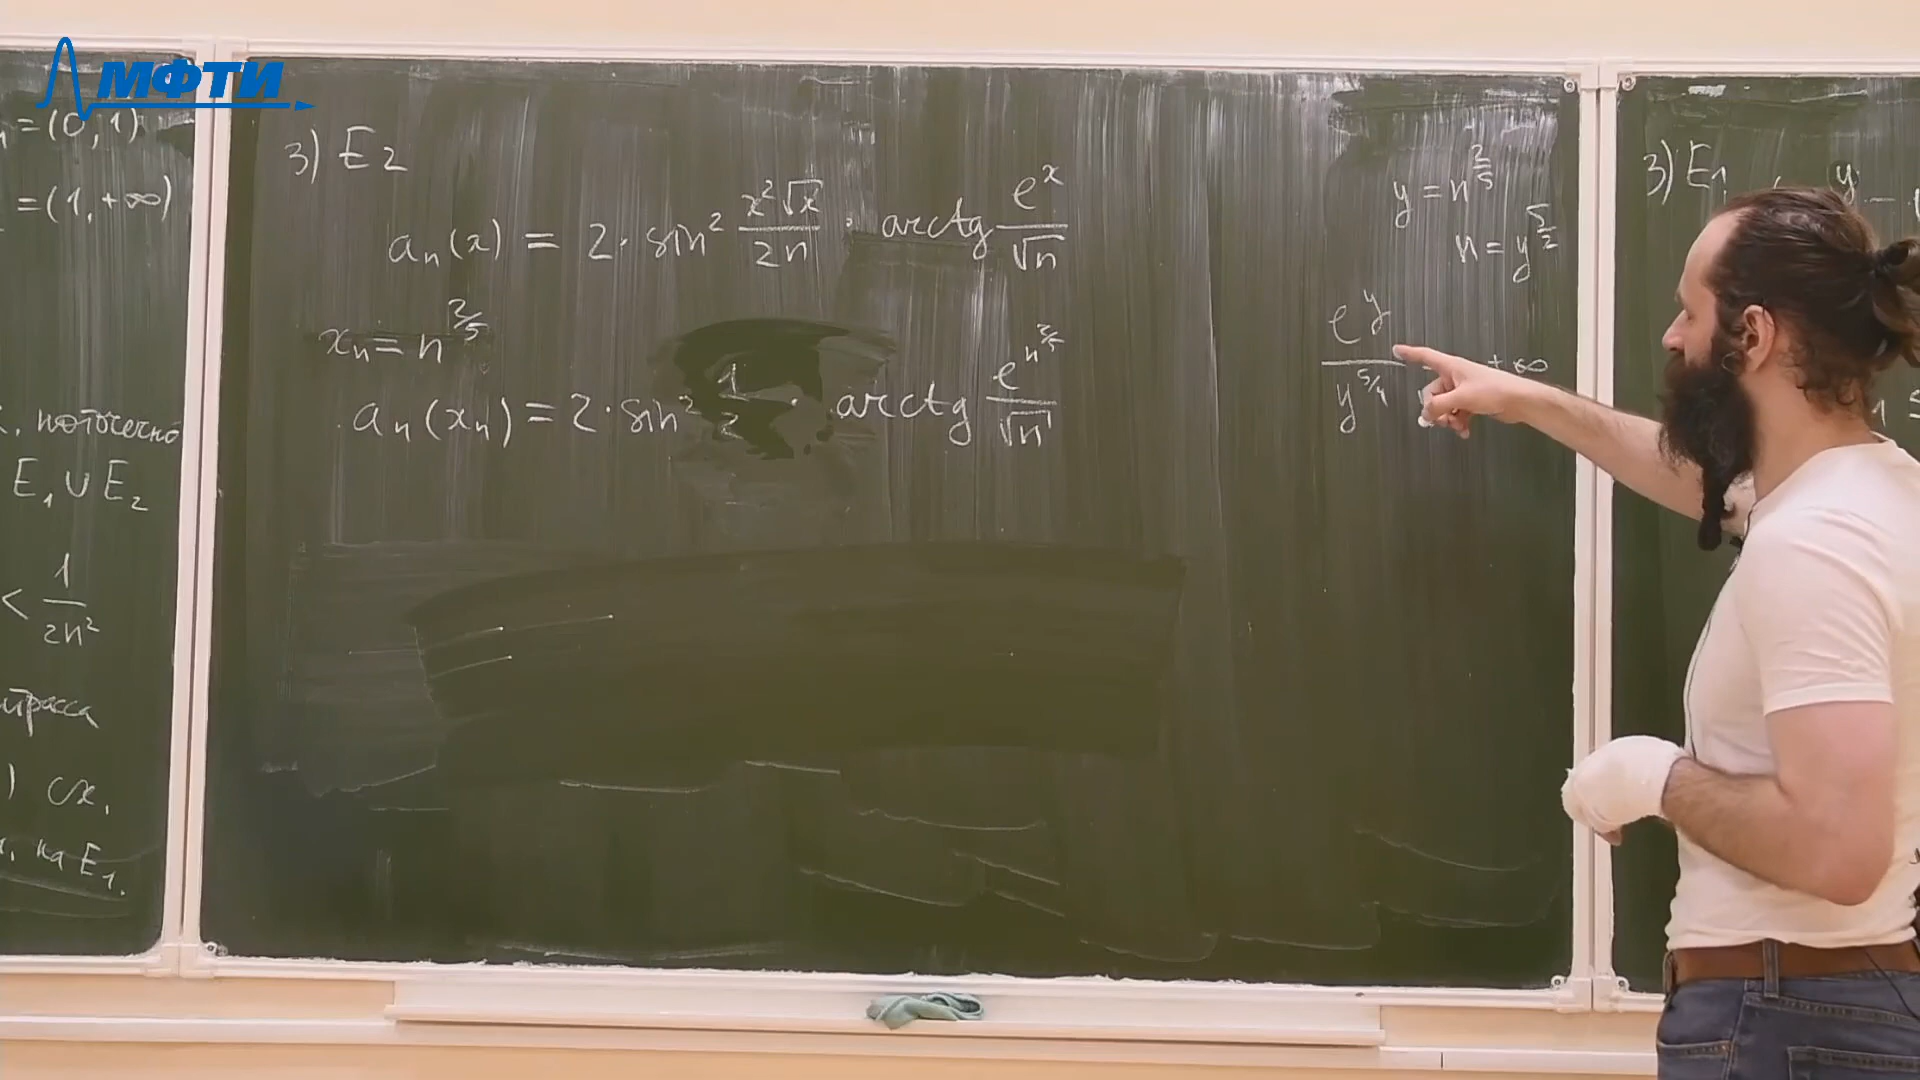 МФТИ
=(0,1)
=(1,+∞)
поточечно
E₁∪E₂
< 1/2n²
) сх.
на E₁.
3) E₂
aₙ(x) = 2· sin² x²√x/2n · arctg eˣ/√n
xₙ = n^{2/5}
aₙ(xₙ) = 2· sin² 1/2 · arctg e^{n^{2/5}}/√n
y = n^{2/5}
n = y^{5/2}
e^y/y^{5/4} +∞
3) E₁